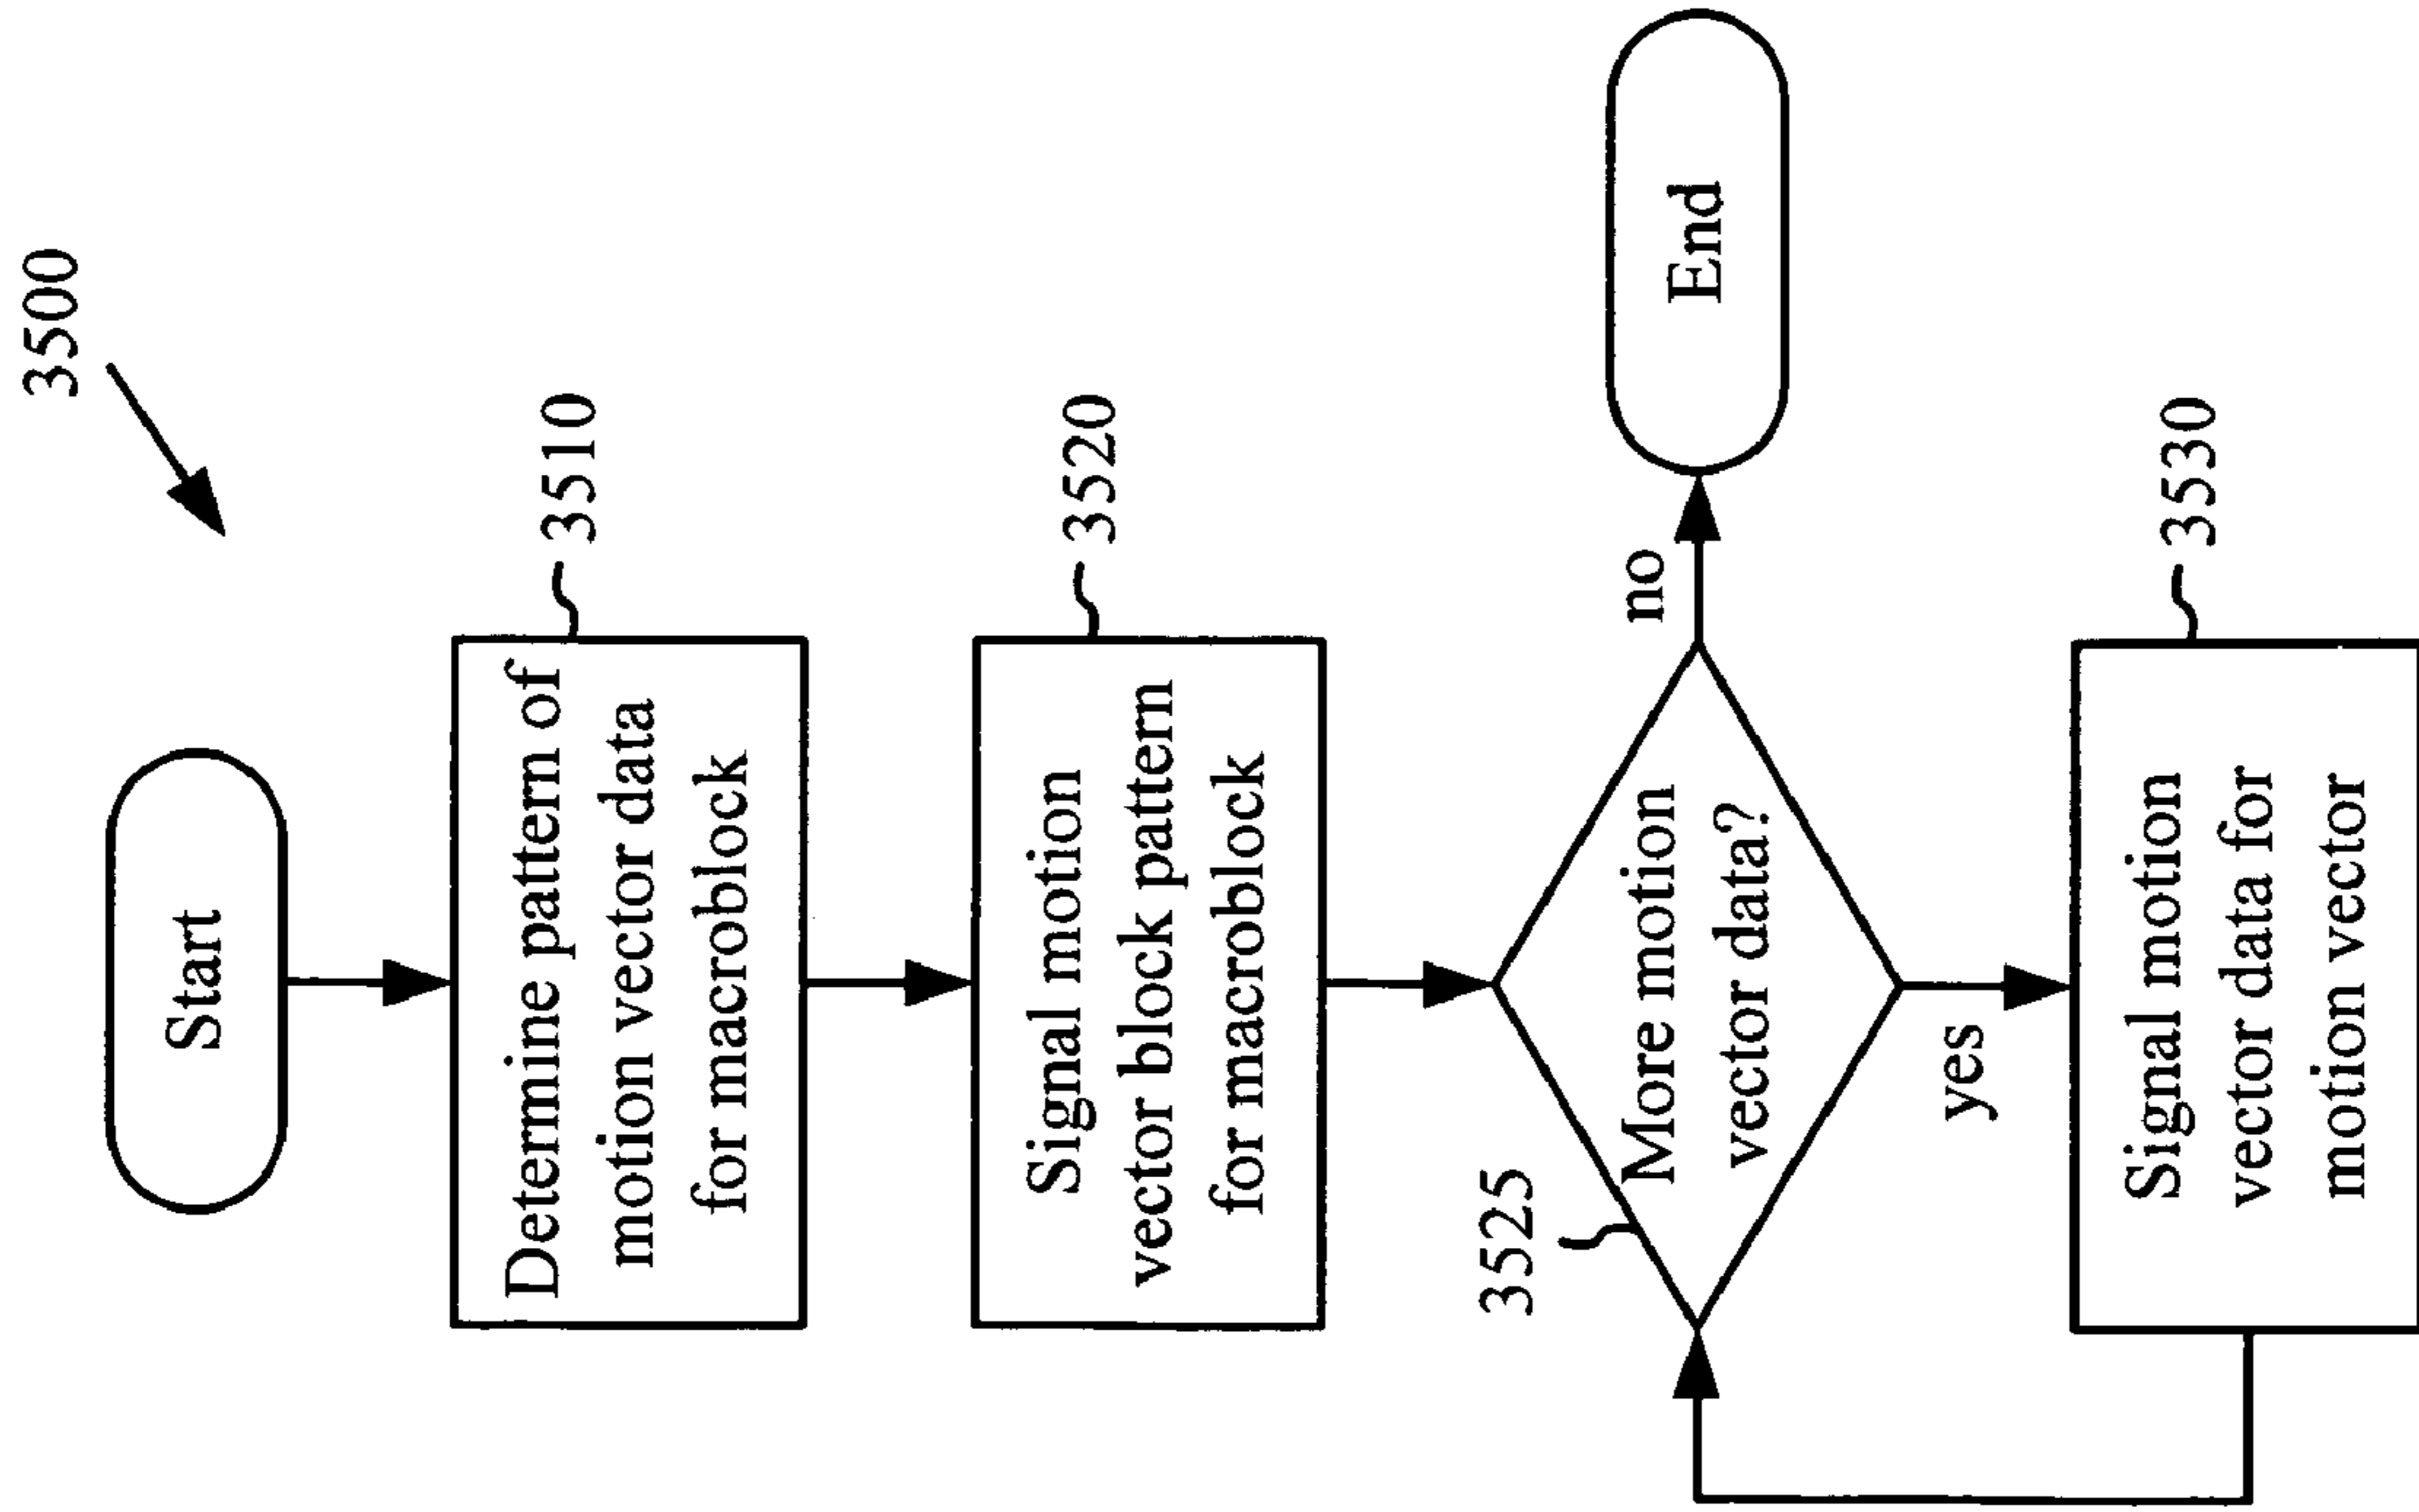 3500
Start
Determine pattern of
motion vector data
for macroblock
3510
Signal motion
vector block pattern
for macroblock
3520
3525
More motion
vector data?
no
End
yes
Signal motion
vector data for
motion vector
3530